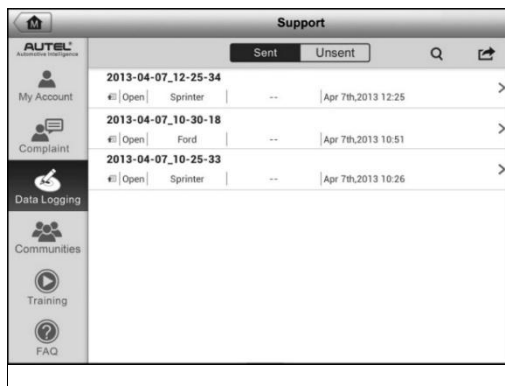 M
Support
AUTEL
Automotive Intelligence
Sent
Unsent
My Account
Complaint
Data Logging
Communities
Training
FAQ
2013-04-07_12-25-34
Open Sprinter -- Apr 7th,2013 12:25
2013-04-07_10-30-18
Open Ford -- Apr 7th,2013 10:51
2013-04-07_10-25-33
Open Sprinter -- Apr 7th,2013 10:26